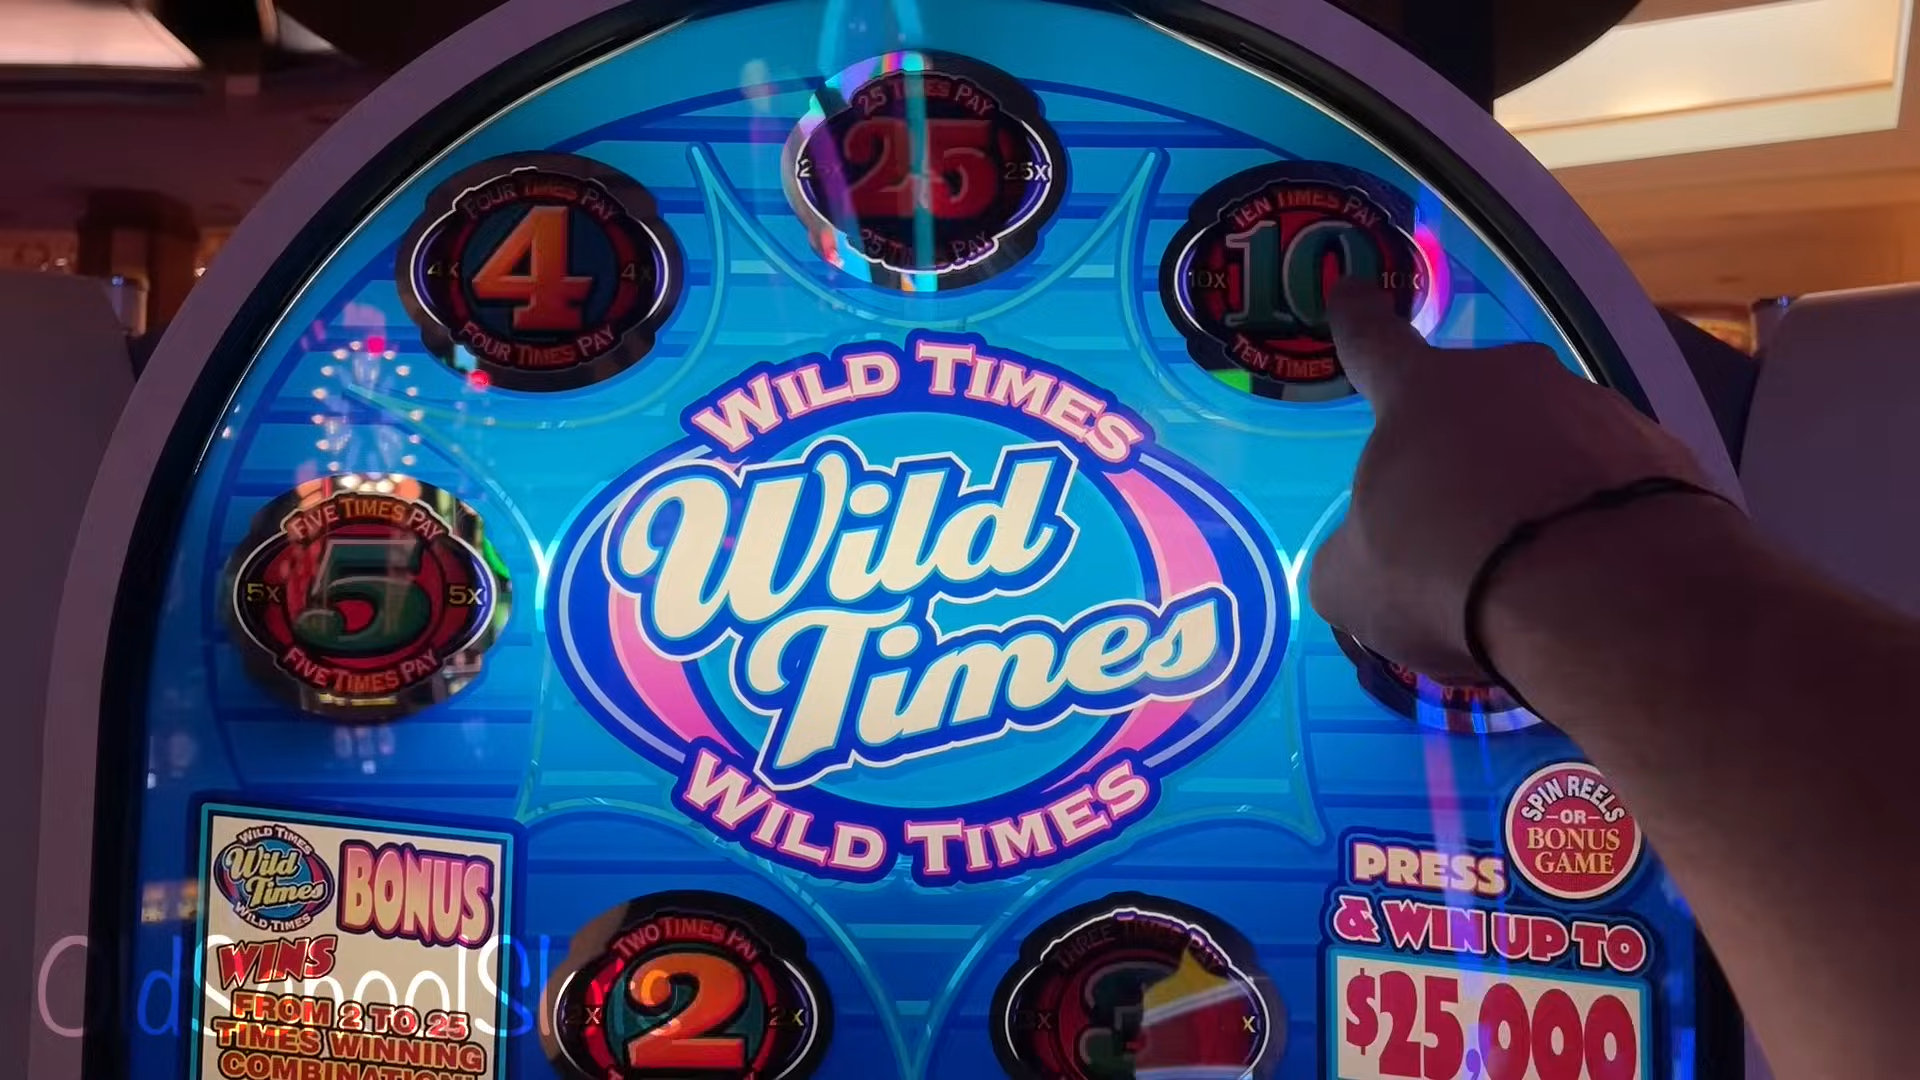 25 TIMES PAY
25
25X
25 TIMES PAY
FOUR TIMES PAY
4X 4 4X
FOUR TIMES PAY
TEN TIMES PAY
10X 10 10X
TEN TIMES
WILD TIMES
Wild
Times
WILD TIMES
FIVE TIMES PAY
5X 5 5X
FIVE TIMES PAY
WILD TIMES
Wild
Times
WILD TIMES
BONUS
WINS
FROM 2 TO 25
TIMES WINNING
COMBINATION!
TWO TIMES PAY
2X 2 2X
THREE TIMES PAY
SPIN REELS
-OR-
BONUS
GAME
PRESS
& WIN UP TO
$25,000